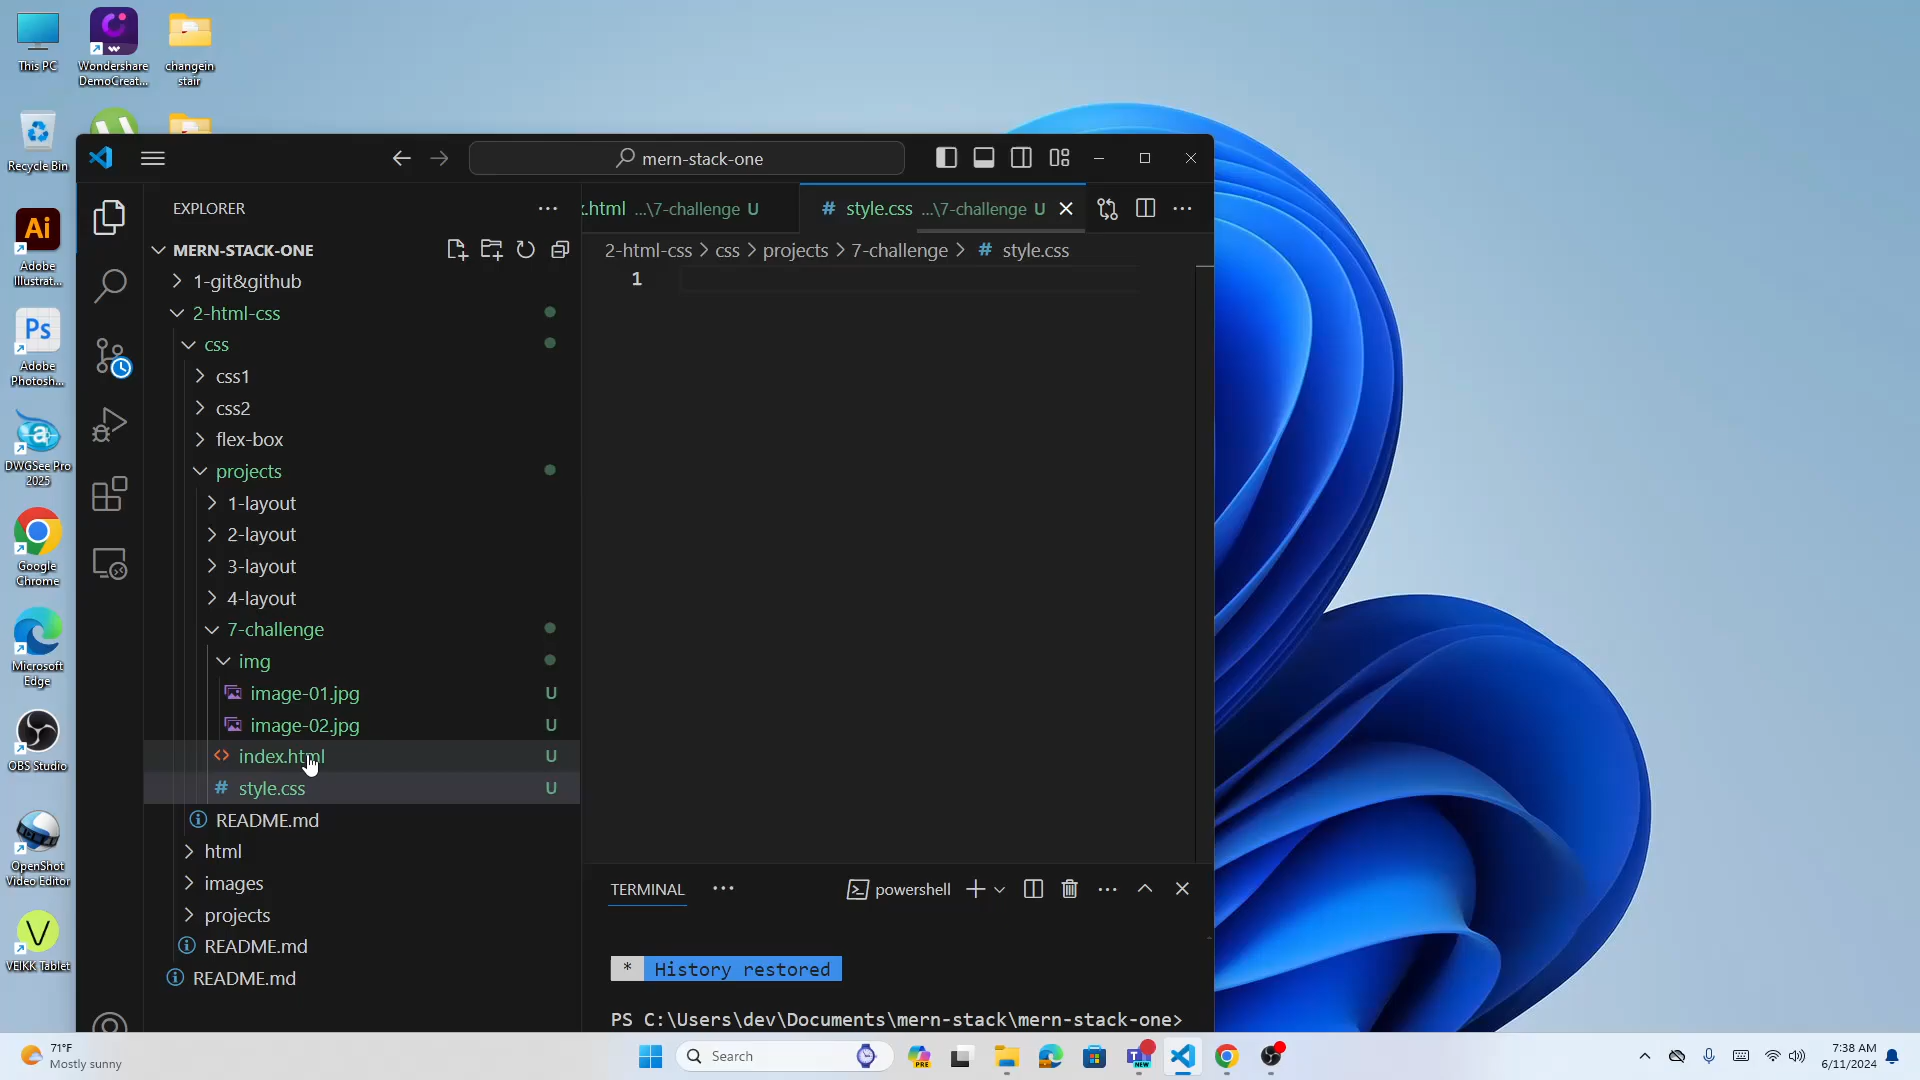 This PC
Wondershare
DemoCreat...
changein
stair
Recycle Bin
Ai
Adobe
Illustrat...
Ps
Adobe
Photosh...
DWGSee Pro
2025
Google
Chrome
Microsoft
Edge
OBS Studio
OpenShot
Video Editor
VEIKK Tablet
mern-stack-one
EXPLORER
MERN-STACK-ONE
1-git&github
2-html-css
css
css1
css2
flex-box
projects
1-layout
2-layout
3-layout
4-layout
7-challenge
img
image-01.jpg U
image-02.jpg U
index.html U
style.css U
README.md
html
images
projects
README.md
README.md
.html ...\7-challenge U
# style.css ...\7-challenge U
2-html-css > css > projects > 7-challenge > # style.css
1
TERMINAL
powershell
* History restored
PS C:\Users\dev\Documents\mern-stack\mern-stack-one>
71°F
Mostly sunny
Search
PRE
NEW
7:38 AM
6/11/2024